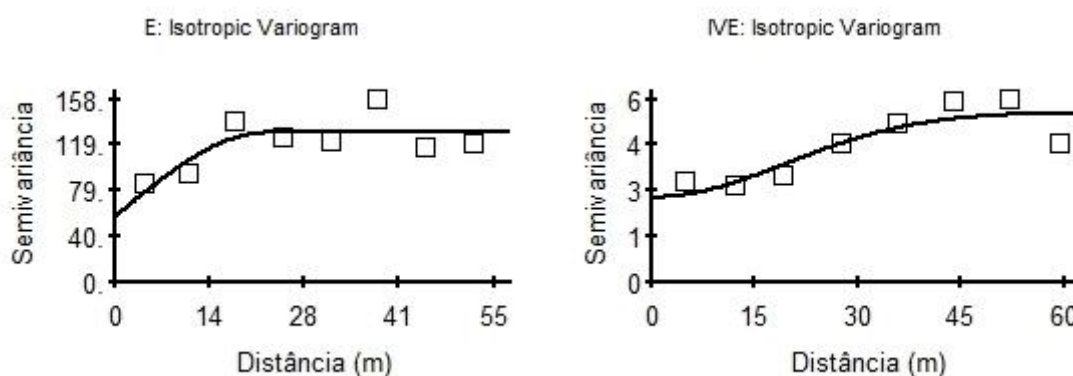 E: Isotropic Variogram
Semivariância
158.
119.
79.
40.
0.
0 14 28 41 55
Distância (m)
IVE: Isotropic Variogram
Semivariância
6
4
3
1
0
0 15 30 45 60
Distância (m)